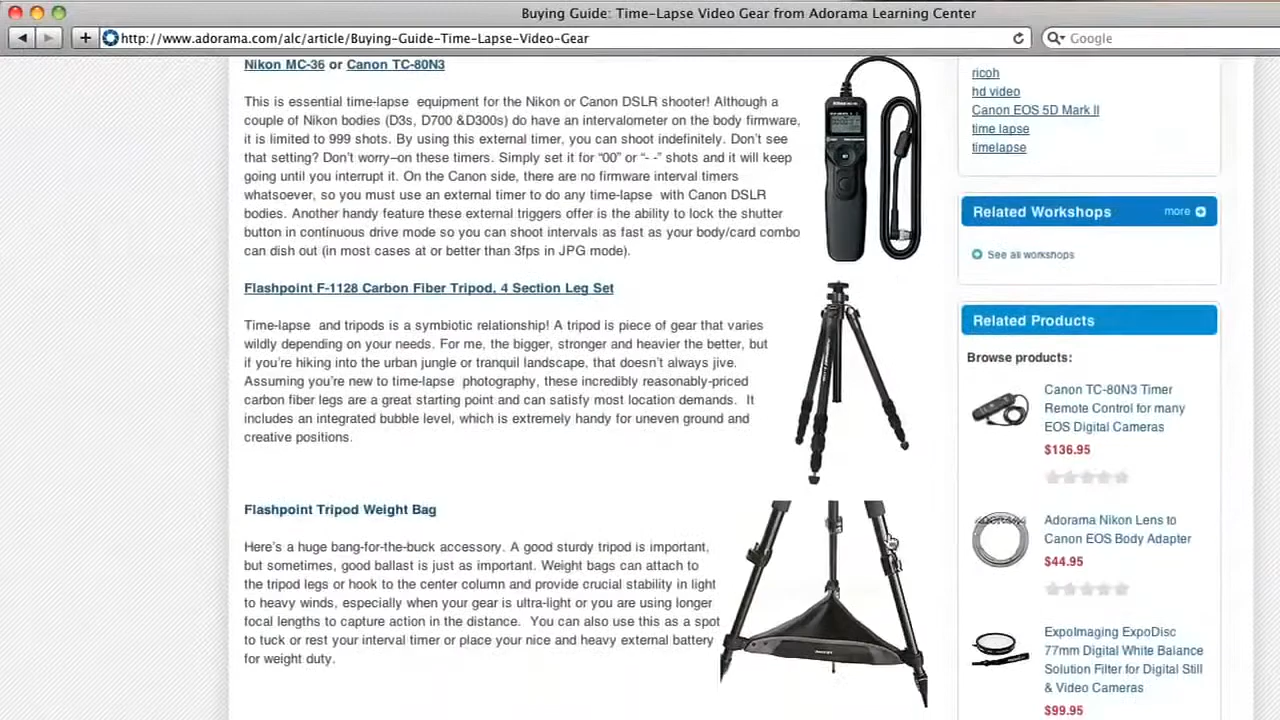 Buying Guide: Time-Lapse Video Gear from Adorama Learning Center
http://www.adorama.com/alc/article/Buying-Guide-Time-Lapse-Video-Gear
Google
Nikon MC-36 or Canon TC-80N3
This is essential time-lapse equipment for the Nikon or Canon DSLR shooter! Although a
couple of Nikon bodies (D3s, D700 &D300s) do have an intervalometer on the body firmware,
it is limited to 999 shots. By using this external timer, you can shoot indefinitely. Don't see
that setting? Don't worry–on these timers. Simply set it for “00” or “- -” shots and it will keep
going until you interrupt it. On the Canon side, there are no firmware interval timers
whatsoever, so you must use an external timer to do any time-lapse with Canon DSLR
bodies. Another handy feature these external triggers offer is the ability to lock the shutter
button in continuous drive mode so you can shoot intervals as fast as your body/card combo
can dish out (in most cases at or better than 3fps in JPG mode).
Flashpoint F-1128 Carbon Fiber Tripod, 4 Section Leg Set
Time-lapse and tripods is a symbiotic relationship! A tripod is piece of gear that varies
wildly depending on your needs. For me, the bigger, stronger and heavier the better, but
if you're hiking into the urban jungle or tranquil landscape, that doesn't always jive.
Assuming you're new to time-lapse photography, these incredibly reasonably-priced
carbon fiber legs are a great starting point and can satisfy most location demands. It
includes an integrated bubble level, which is extremely handy for uneven ground and
creative positions.
Flashpoint Tripod Weight Bag
Here's a huge bang-for-the-buck accessory. A good sturdy tripod is important,
but sometimes, good ballast is just as important. Weight bags can attach to
the tripod legs or hook to the center column and provide crucial stability in light
to heavy winds, especially when your gear is ultra-light or you are using longer
focal lengths to capture action in the distance. You can also use this as a spot
to tuck or rest your interval timer or place your nice and heavy external battery
for weight duty.
ricoh
hd video
Canon EOS 5D Mark II
time lapse
timelapse
Related Workshops
more
See all workshops
Related Products
Browse products:
Canon TC-80N3 Timer
Remote Control for many
EOS Digital Cameras
$136.95
Adorama Nikon Lens to
Canon EOS Body Adapter
$44.95
ExpoImaging ExpoDisc
77mm Digital White Balance
Solution Filter for Digital Still
& Video Cameras
$99.95